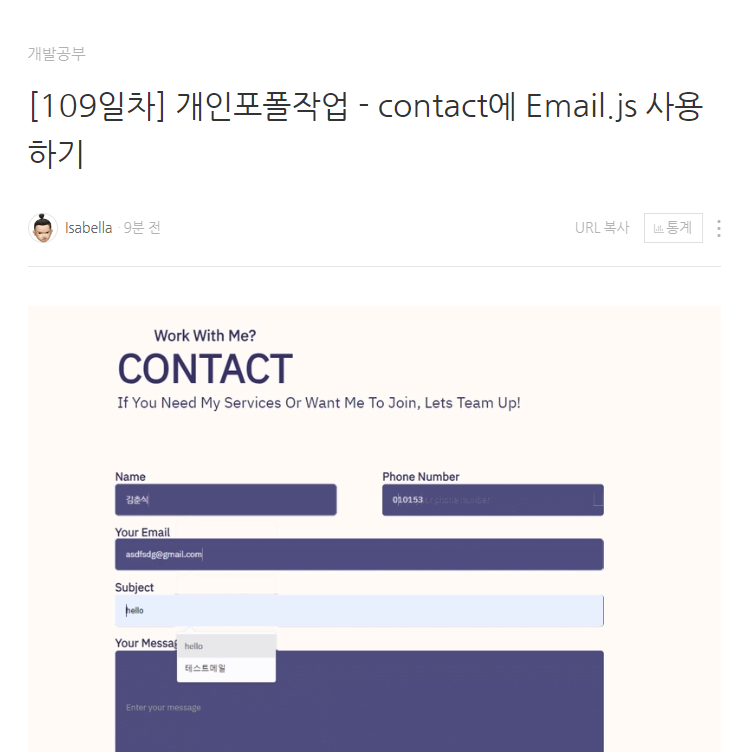 개발공부
[109일차] 개인포폴작업 - contact에 Email.js 사용
하기
Isabella · 9분 전
URL 복사
통계
Work With Me?
CONTACT
If You Need My Services Or Want Me To Join, Lets Team Up!
Name
Phone Number
김춘식
010153
Your Email
asdfsdg@gmail.com
Subject
hello
Your Messag
hello
테스트메일
Enter your message